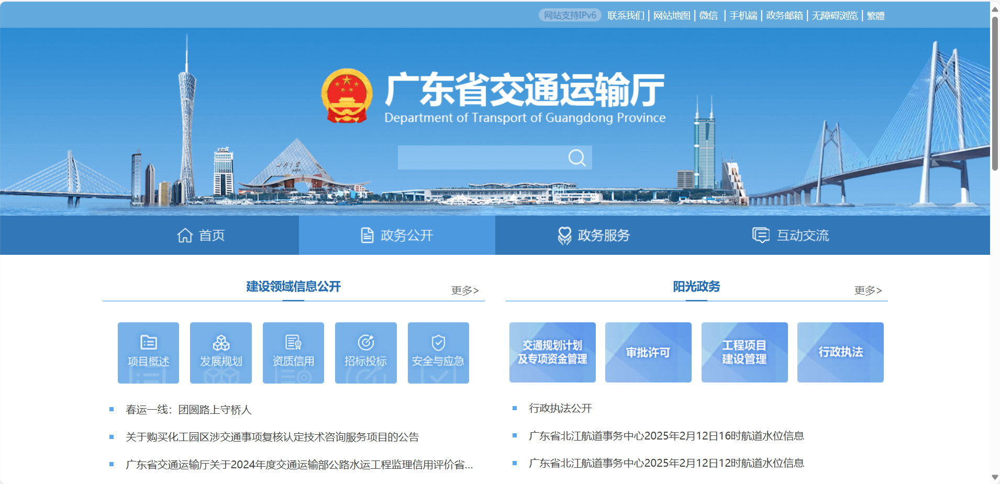 网站支持IPv6 联系我们 | 网站地图 | 微信 | 手机端 | 政务邮箱 | 无障碍浏览 | 繁體
广东省交通运输厅
Department of Transport of Guangdong Province
首页 政务公开 政务服务 互动交流
建设领域信息公开 更多>
项目概述 发展规划 资质信用 招标投标 安全与应急
春运一线：团圆路上守桥人
关于购买化工园区涉交通事项复核认定技术咨询服务项目的公告
广东省交通运输厅关于2024年度交通运输部公路水运工程监理信用评价省...
阳光政务 更多>
交通规划计划
及专项资金管理
审批许可
工程项目
建设管理
行政执法
行政执法公开
广东省北江航道事务中心2025年2月12日16时航道水位信息
广东省北江航道事务中心2025年2月12日12时航道水位信息